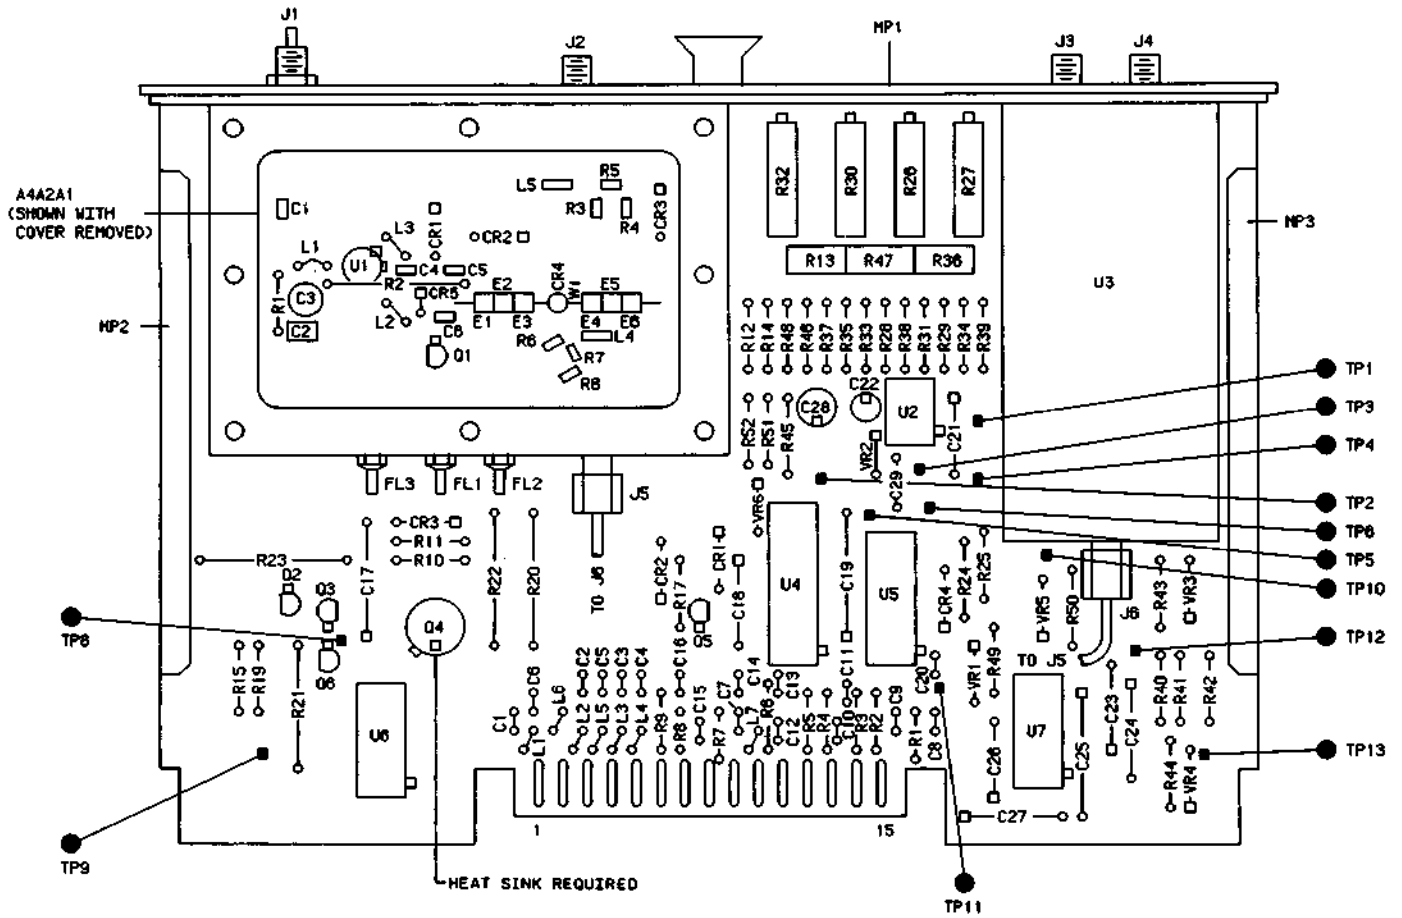 J1
J2
MP1
J3
J4
A4A2A1
(SHOWN WITH
COVER REMOVED)
C1
L5
R5
R3
R4
CR3
L3
CR1
CR2
L1
U1
C4
C5
R2
CR5
C3
R1
C2
L2
C6
Q1
E2
E1
E3
CR4
W1
E5
E4
E6
L4
R6
R7
R8
R32
R30
R26
R27
R13
R47
R36
U3
MP3
MP2
R12
R14
R48
R46
R37
R35
R33
R28
R38
R31
R29
R34
R39
R52
R51
R45
C28
C22
U2
C21
VR2
C29
VR6
TP1
TP3
TP4
TP2
TP6
TP5
TP10
TP12
TP13
FL3
FL1
FL2
J5
CR3
R11
R10
R23
C17
R22
R20
TO J6
Q2
Q3
Q4
TP8
Q6
R15
R19
R21
U6
TP9
CR2
R17
CR1
Q5
C18
U4
C19
U5
CR4
R24
R25
VR5
R50
J6
R43
VR3
TO J5
C6
C1
L6
L1
C2
C5
C3
C4
L2
L5
L3
L4
C16
R9
R8
C15
C7
R7
C14
L7
R6
C13
C12
R5
R4
C11
C10
R3
R2
C9
C20
R1
C8
VR1
R49
C26
U7
C25
C23
C24
R40
R41
R42
R44
VR4
C27
1
15
HEAT SINK REQUIRED
TP11